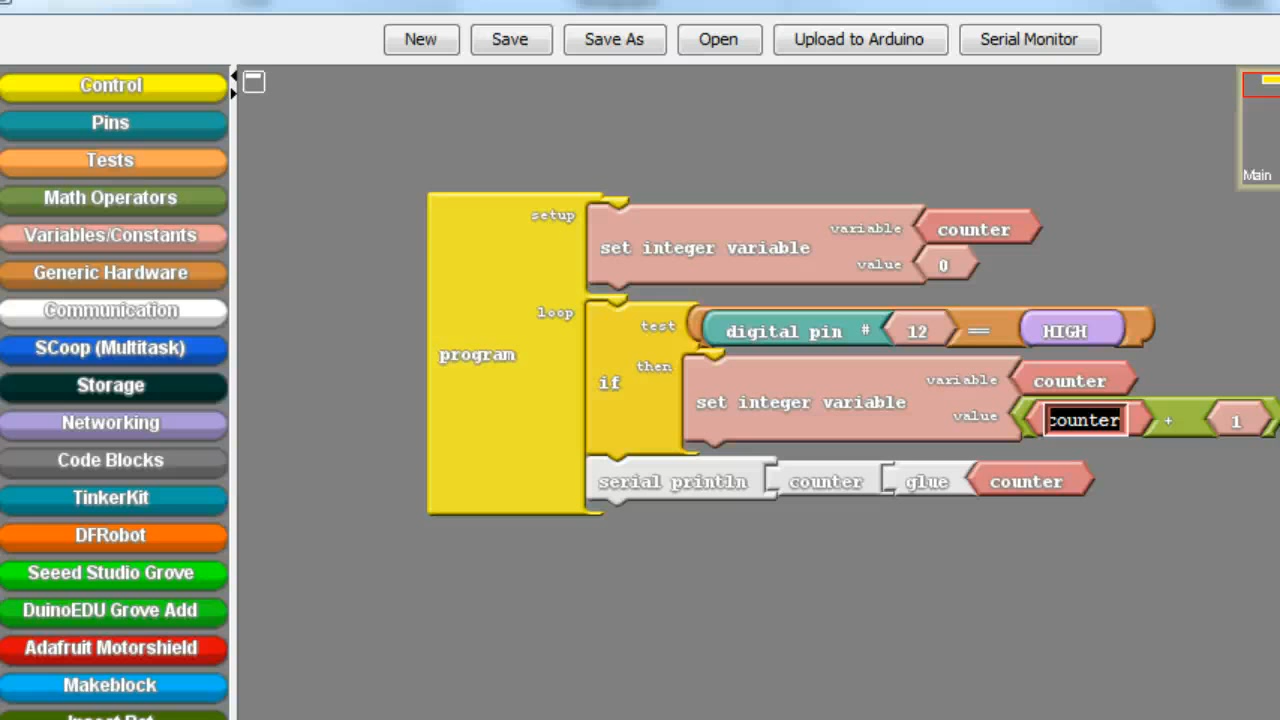 New Save Save As Open Upload to Arduino Serial Monitor
Control
Pins
Tests
Math Operators
Variables/Constants
Generic Hardware
Communication
SCoop (Multitask)
Storage
Networking
Code Blocks
TinkerKit
DFRobot
Seeed Studio Grove
DuinoEDU Grove Add
Adafruit Motorshield
Makeblock
Main
program
setup
set integer variable
variable counter
value 0
loop
if
test digital pin # 12 == HIGH
then
set integer variable
variable counter
value counter + 1
serial println counter glue counter